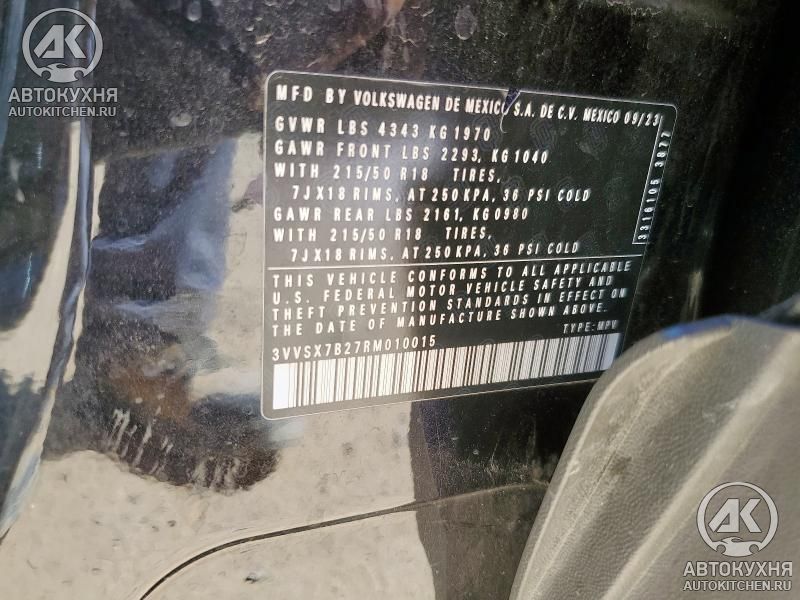 АК
АВТОКУХНЯ
AUTOKITCHEN.RU
MFD BY VOLKSWAGEN DE MEXICO S.A. DE C.V. MEXICO 09/23
GVWR LBS 4343 KG 1970
GAWR FRONT LBS 2293, KG 1040
WITH 215/50 R18 TIRES,
7JX18 RIMS, AT 250 KPA, 36 PSI COLD
GAWR REAR LBS 2161, KG 0980
WITH 215/50 R18 TIRES,
7JX18 RIMS, AT 250 KPA, 36 PSI COLD
3316105 3877
THIS VEHICLE CONFORMS TO ALL APPLICABLE
U.S. FEDERAL MOTOR VEHICLE SAFETY AND
THEFT PREVENTION STANDARDS IN EFFECT ON
THE DATE OF MANUFACTURE SHOWN ABOVE.
TYPE: MPV
3VVSX7B27RM010015
АК
АВТОКУХНЯ
AUTOKITCHEN.RU